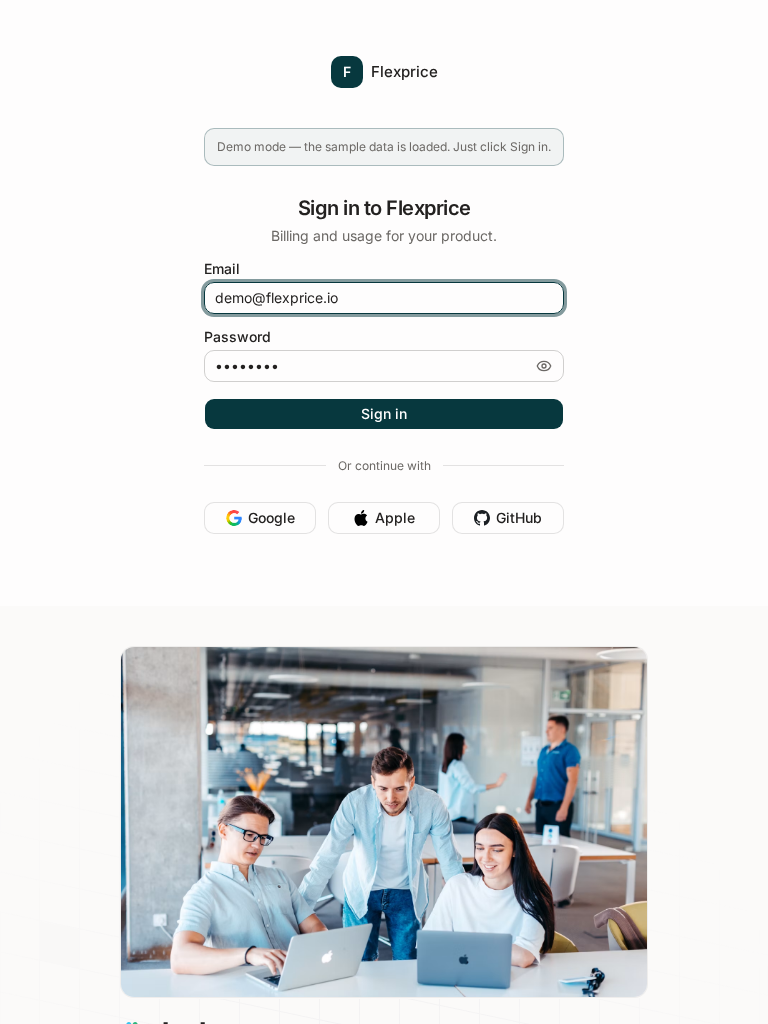 F Flexprice
Demo mode — the sample data is loaded. Just click Sign in.
Sign in to Flexprice
Billing and usage for your product.
Email
demo@flexprice.io
Password
••••••••
Sign in
Or continue with
Google Apple GitHub